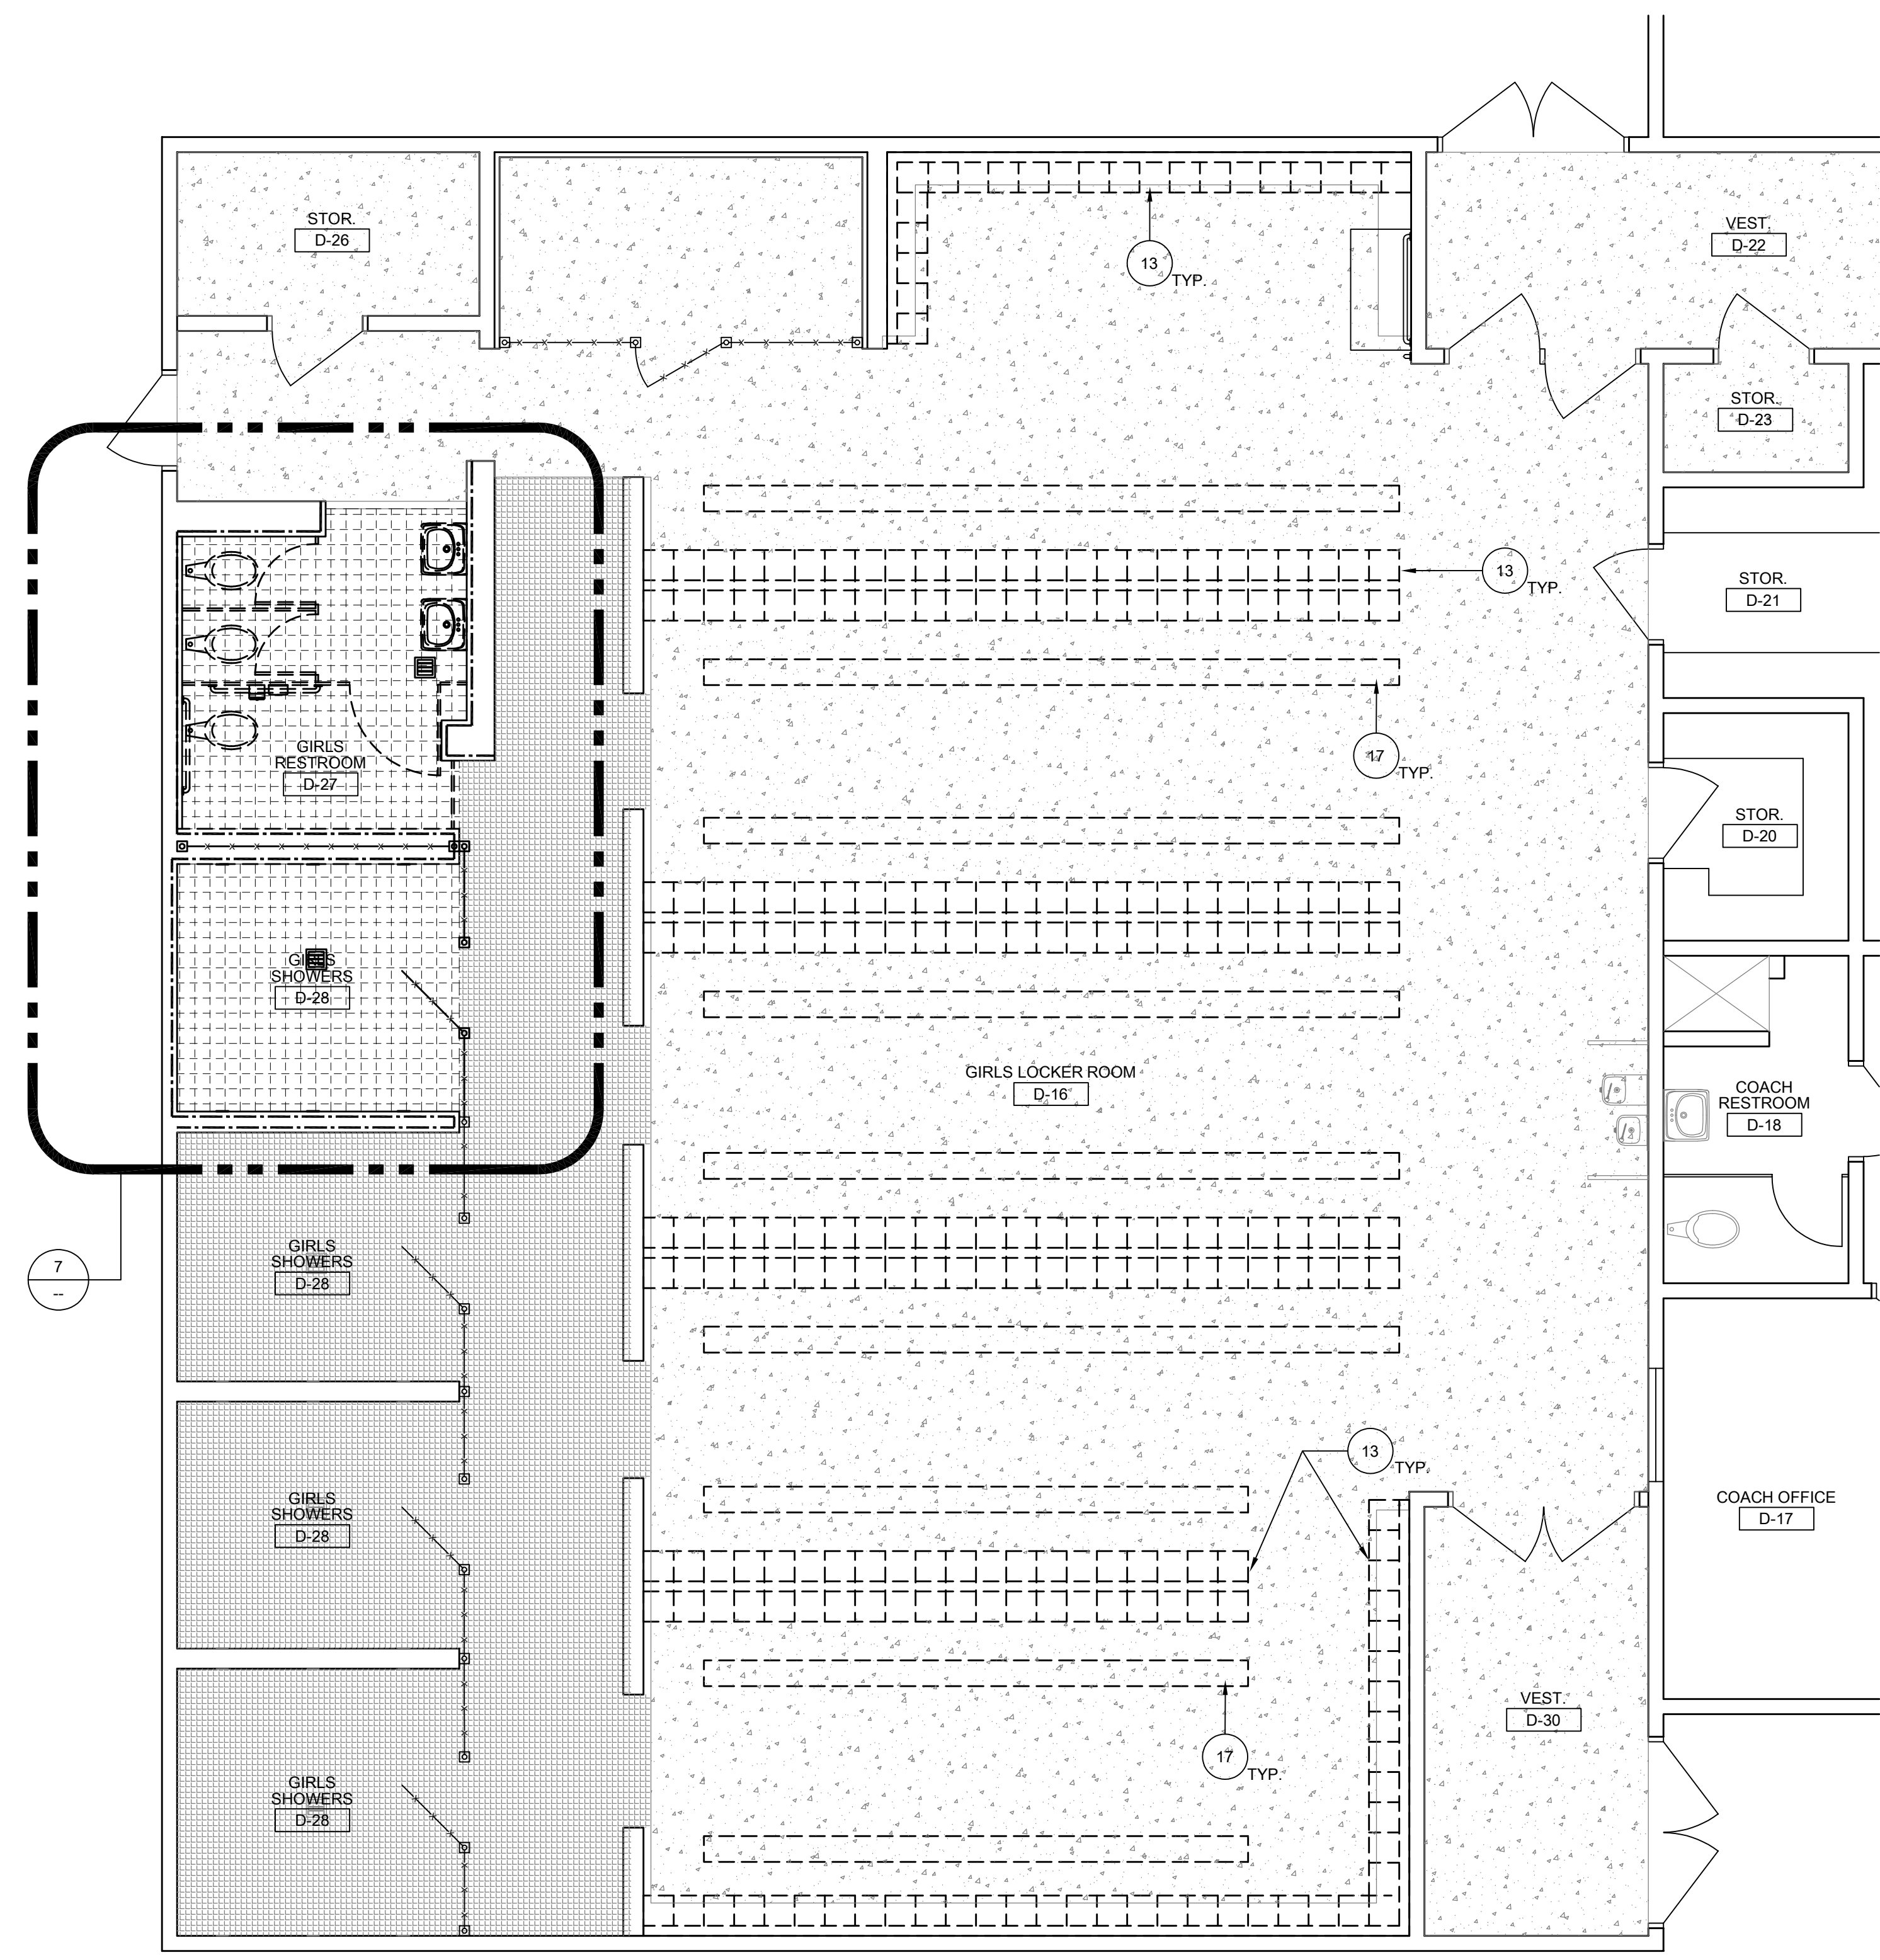 STOR.
D-26
13
TYP.
VEST.
D-22
STOR.
D-23
13
TYP.
STOR.
D-21
17
TYP.
GIRLS
RESTROOM
D-27
STOR.
D-20
GIRLS
SHOWERS
D-28
GIRLS LOCKER ROOM
D-16
COACH
RESTROOM
D-18
7
--
GIRLS
SHOWERS
D-28
13
TYP.
GIRLS
SHOWERS
D-28
COACH OFFICE
D-17
VEST.
D-30
17
TYP.
GIRLS
SHOWERS
D-28